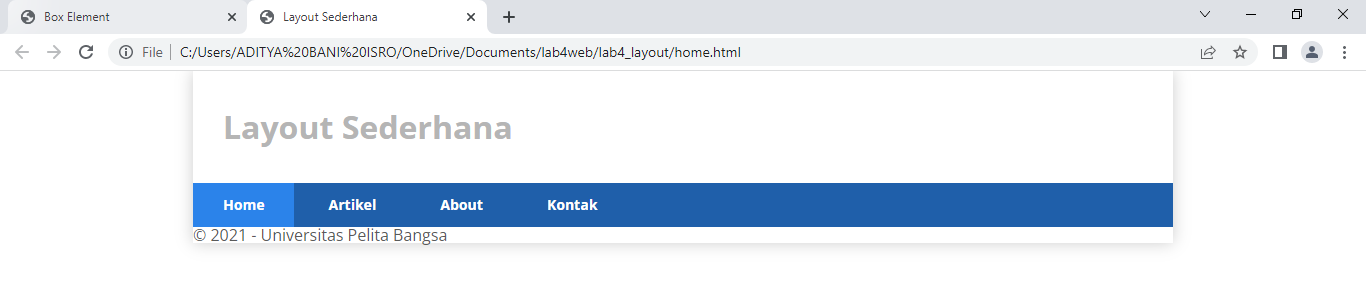 Box Element
Layout Sederhana
File
C:/Users/ADITYA%20BANI%20ISRO/OneDrive/Documents/lab4web/lab4_layout/home.html
Layout Sederhana
Home Artikel About Kontak
© 2021 - Universitas Pelita Bangsa